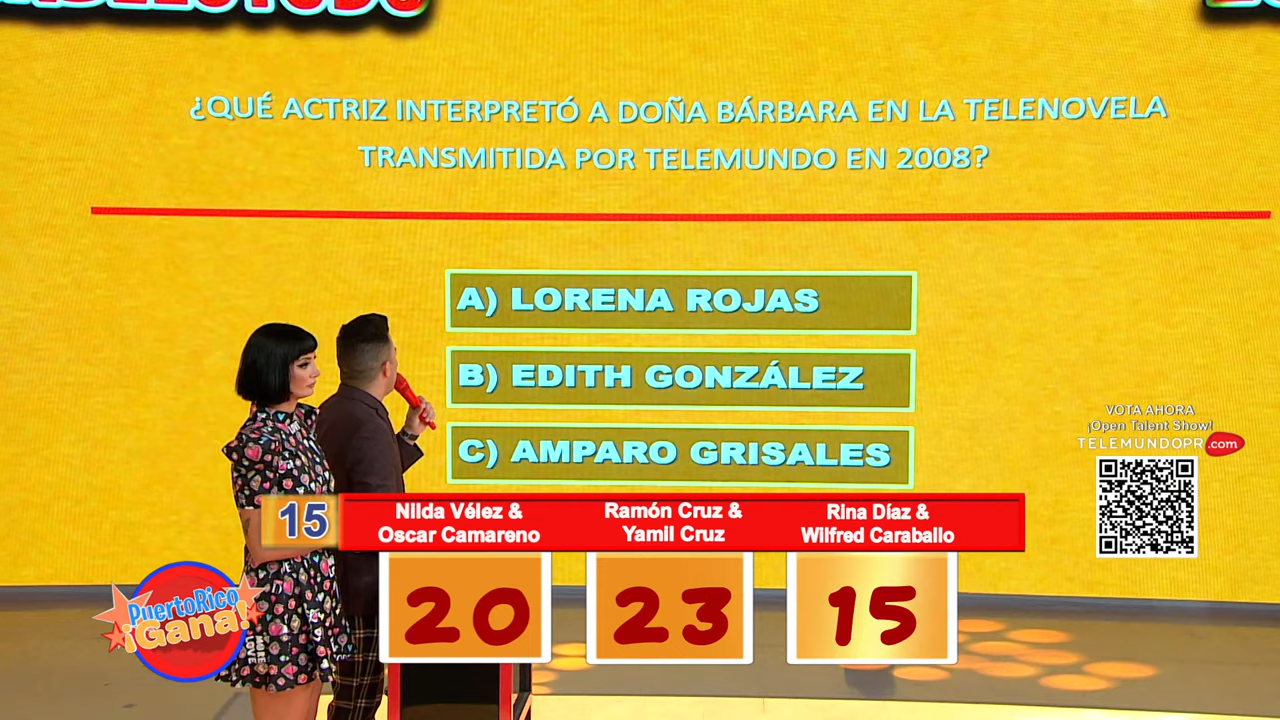 ¿QUÉ ACTRIZ INTERPRETÓ A DOÑA BÁRBARA EN LA TELENOVELA
TRANSMITIDA POR TELEMUNDO EN 2008?
A) LORENA ROJAS
B) EDITH GONZÁLEZ
C) AMPARO GRISALES
VOTA AHORA
¡Open Talent Show!
TELEMUNDOPR.com
15
Nilda Vélez &
Oscar Camareno
Ramón Cruz &
Yamil Cruz
Rina Díaz &
Wilfred Caraballo
20
23
15
PuertoRico
¡Gana!